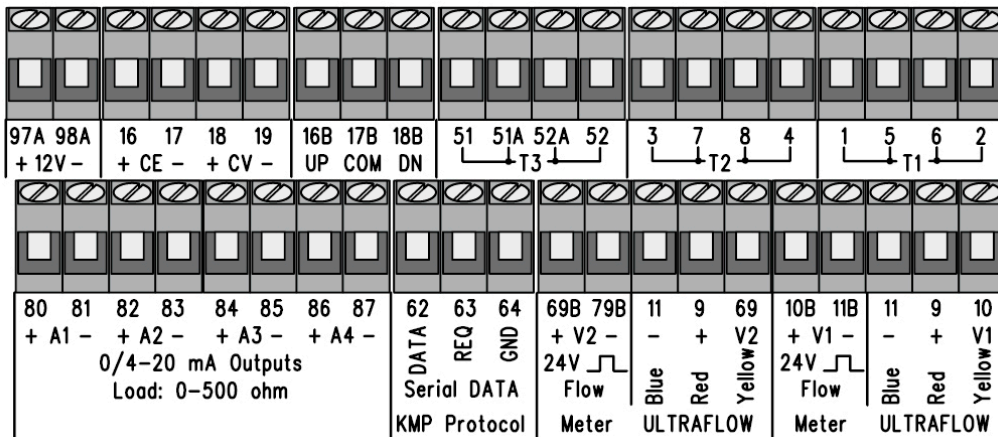 97A 98A 16 17 18 19 16B 17B 18B 51 51A 52A 52 3 7 8 4 1 5 6 2
+ 12V - + CE - + CV - UP COM DN T3 T2 T1
80 81 82 83 84 85 86 87 62 63 64 69B 79B 11 9 69 10B 11B 11 9 10
+ A1 - + A2 - + A3 - + A4 - DATA REQ GND + V2 - - + V2 + V1 - - + V1
0/4-20 mA Outputs 24V Blue Red Yellow 24V Blue Red Yellow
Load: 0-500 ohm Serial DATA Flow Flow
KMP Protocol Meter ULTRAFLOW Meter ULTRAFLOW